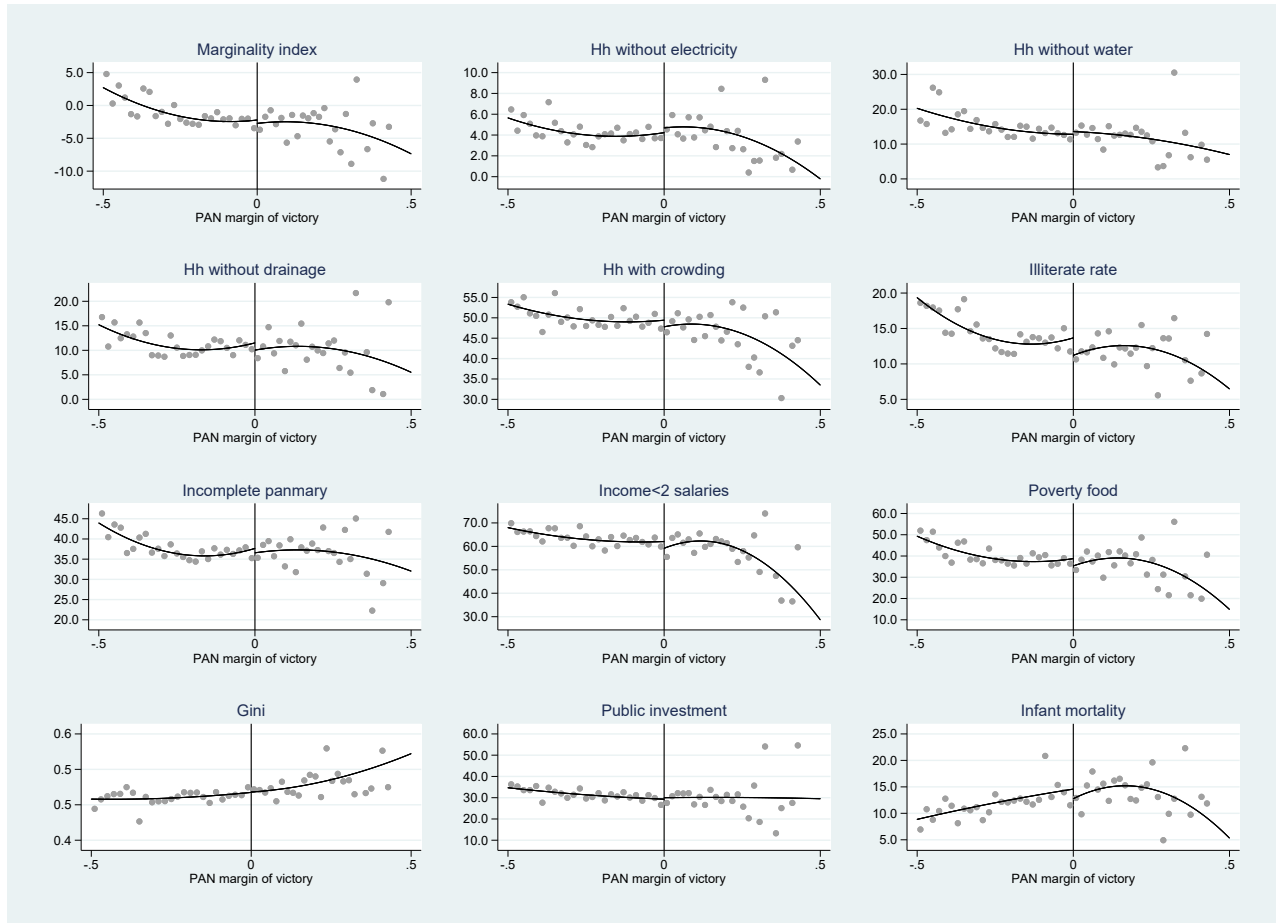 Marginality index
5.0
0.0
-5.0
-10.0
-.5 0 .5
PAN margin of victory
Hh without electricity
10.0
8.0
6.0
4.0
2.0
0.0
-.5 0 .5
PAN margin of victory
Hh without water
30.0
20.0
10.0
0.0
-.5 0 .5
PAN margin of victory
Hh without drainage
20.0
15.0
10.0
5.0
0.0
-.5 0 .5
PAN margin of victory
Hh with crowding
55.0
50.0
45.0
40.0
35.0
30.0
-.5 0 .5
PAN margin of victory
Illiterate rate
20.0
15.0
10.0
5.0
-.5 0 .5
PAN margin of victory
Incomplete panmary
45.0
40.0
35.0
30.0
25.0
20.0
-.5 0 .5
PAN margin of victory
Income<2 salaries
70.0
60.0
50.0
40.0
30.0
-.5 0 .5
PAN margin of victory
Poverty food
60.0
50.0
40.0
30.0
20.0
10.0
-.5 0 .5
PAN margin of victory
Gini
0.6
0.5
0.5
0.4
-.5 0 .5
PAN margin of victory
Public investment
60.0
50.0
40.0
30.0
20.0
10.0
-.5 0 .5
PAN margin of victory
Infant mortality
25.0
20.0
15.0
10.0
5.0
-.5 0 .5
PAN margin of victory